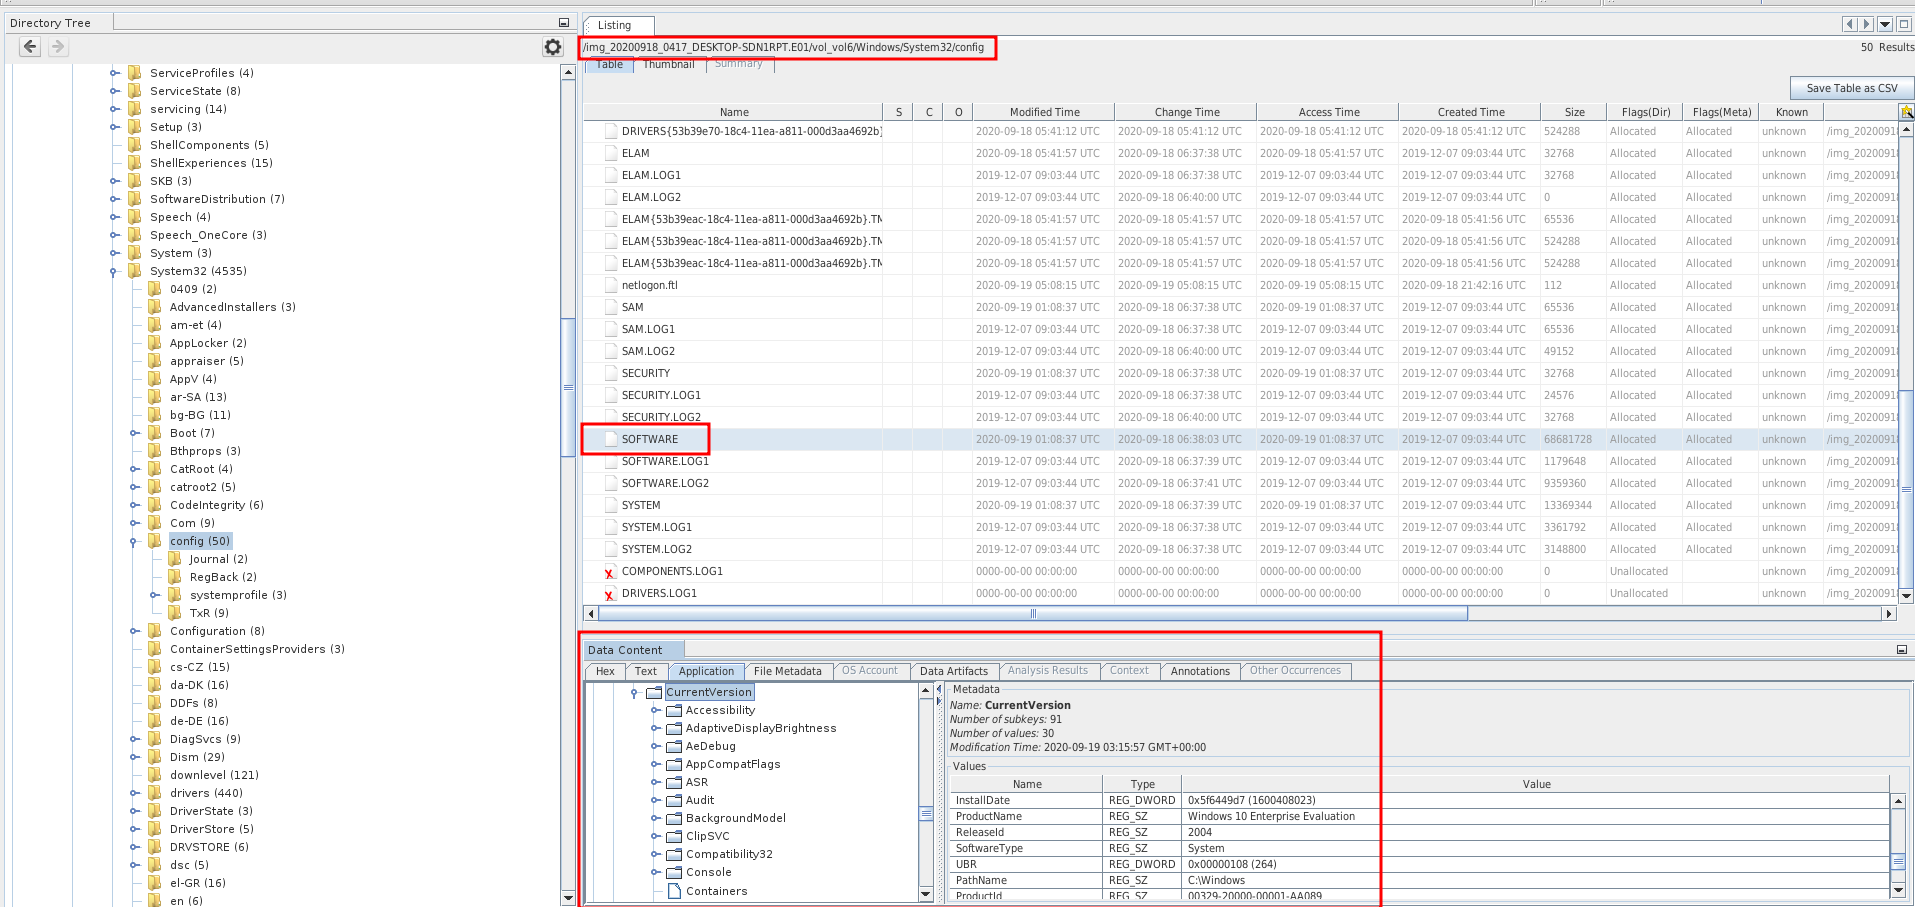 Directory Tree
ServiceProfiles (4)
ServiceState (8)
servicing (14)
Setup (3)
ShellComponents (5)
ShellExperiences (15)
SKB (3)
SoftwareDistribution (7)
Speech (4)
Speech_OneCore (3)
System (3)
System32 (4535)
0409 (2)
AdvancedInstallers (3)
am-et (4)
AppLocker (2)
appraiser (5)
AppV (4)
ar-SA (13)
bg-BG (11)
Boot (7)
Bthprops (3)
CatRoot (4)
catroot2 (5)
CodeIntegrity (6)
Com (9)
config (50)
Journal (2)
RegBack (2)
systemprofile (3)
TxR (9)
Configuration (8)
ContainerSettingsProviders (3)
cs-CZ (15)
da-DK (16)
DDFs (8)
de-DE (16)
DiagSvcs (9)
Dism (29)
downlevel (121)
drivers (440)
DriverState (3)
DriverStore (5)
DRVSTORE (6)
dsc (5)
el-GR (16)
en (6)
Listing
/img_20200918_0417_DESKTOP-SDN1RPT.E01/vol_vol6/Windows/System32/config
50 Results
Table Thumbnail Summary
Save Table as CSV
Name S C O Modified Time Change Time Access Time Created Time Size Flags(Dir) Flags(Meta) Known
DRIVERS{53b39e70-18c4-11ea-a811-000d3aa4692b} 2020-09-18 05:41:12 UTC 2020-09-18 05:41:12 UTC 2020-09-18 05:41:12 UTC 2020-09-18 05:41:12 UTC 524288 Allocated Allocated unknown /img_2020091
ELAM 2020-09-18 05:41:57 UTC 2020-09-18 06:37:38 UTC 2020-09-18 05:41:57 UTC 2019-12-07 09:03:44 UTC 32768 Allocated Allocated unknown /img_2020091
ELAM.LOG1 2019-12-07 09:03:44 UTC 2020-09-18 06:37:38 UTC 2019-12-07 09:03:44 UTC 2019-12-07 09:03:44 UTC 32768 Allocated Allocated unknown /img_2020091
ELAM.LOG2 2019-12-07 09:03:44 UTC 2020-09-18 06:40:00 UTC 2019-12-07 09:03:44 UTC 2019-12-07 09:03:44 UTC 0 Allocated Allocated unknown /img_2020091
ELAM{53b39eac-18c4-11ea-a811-000d3aa4692b}.TM 2020-09-18 05:41:57 UTC 2020-09-18 05:41:57 UTC 2020-09-18 05:41:57 UTC 2020-09-18 05:41:56 UTC 65536 Allocated Allocated unknown /img_2020091
ELAM{53b39eac-18c4-11ea-a811-000d3aa4692b}.TM 2020-09-18 05:41:57 UTC 2020-09-18 05:41:57 UTC 2020-09-18 05:41:57 UTC 2020-09-18 05:41:56 UTC 524288 Allocated Allocated unknown /img_2020091
ELAM{53b39eac-18c4-11ea-a811-000d3aa4692b}.TM 2020-09-18 05:41:57 UTC 2020-09-18 05:41:57 UTC 2020-09-18 05:41:57 UTC 2020-09-18 05:41:56 UTC 524288 Allocated Allocated unknown /img_2020091
netlogon.ftl 2020-09-19 05:08:15 UTC 2020-09-19 05:08:15 UTC 2020-09-19 05:08:15 UTC 2020-09-18 21:42:16 UTC 112 Allocated Allocated unknown /img_2020091
SAM 2020-09-19 01:08:37 UTC 2020-09-18 06:37:38 UTC 2020-09-19 01:08:37 UTC 2019-12-07 09:03:44 UTC 65536 Allocated Allocated unknown /img_2020091
SAM.LOG1 2019-12-07 09:03:44 UTC 2020-09-18 06:37:38 UTC 2019-12-07 09:03:44 UTC 2019-12-07 09:03:44 UTC 65536 Allocated Allocated unknown /img_2020091
SAM.LOG2 2019-12-07 09:03:44 UTC 2020-09-18 06:40:00 UTC 2019-12-07 09:03:44 UTC 2019-12-07 09:03:44 UTC 49152 Allocated Allocated unknown /img_2020091
SECURITY 2020-09-19 01:08:37 UTC 2020-09-18 06:37:38 UTC 2020-09-19 01:08:37 UTC 2019-12-07 09:03:44 UTC 32768 Allocated Allocated unknown /img_2020091
SECURITY.LOG1 2019-12-07 09:03:44 UTC 2020-09-18 06:37:38 UTC 2019-12-07 09:03:44 UTC 2019-12-07 09:03:44 UTC 24576 Allocated Allocated unknown /img_2020091
SECURITY.LOG2 2019-12-07 09:03:44 UTC 2020-09-18 06:40:00 UTC 2019-12-07 09:03:44 UTC 2019-12-07 09:03:44 UTC 32768 Allocated Allocated unknown /img_2020091
SOFTWARE 2020-09-19 01:08:37 UTC 2020-09-18 06:38:03 UTC 2020-09-19 01:08:37 UTC 2019-12-07 09:03:44 UTC 68681728 Allocated Allocated unknown /img_2020091
SOFTWARE.LOG1 2019-12-07 09:03:44 UTC 2020-09-18 06:37:39 UTC 2019-12-07 09:03:44 UTC 2019-12-07 09:03:44 UTC 1179648 Allocated Allocated unknown /img_2020091
SOFTWARE.LOG2 2019-12-07 09:03:44 UTC 2020-09-18 06:37:41 UTC 2019-12-07 09:03:44 UTC 2019-12-07 09:03:44 UTC 9359360 Allocated Allocated unknown /img_2020091
SYSTEM 2020-09-19 01:08:37 UTC 2020-09-18 06:37:39 UTC 2020-09-19 01:08:37 UTC 2019-12-07 09:03:44 UTC 13369344 Allocated Allocated unknown /img_2020091
SYSTEM.LOG1 2019-12-07 09:03:44 UTC 2020-09-18 06:37:38 UTC 2019-12-07 09:03:44 UTC 2019-12-07 09:03:44 UTC 3361792 Allocated Allocated unknown /img_2020091
SYSTEM.LOG2 2019-12-07 09:03:44 UTC 2020-09-18 06:37:38 UTC 2019-12-07 09:03:44 UTC 2019-12-07 09:03:44 UTC 3148800 Allocated Allocated unknown /img_2020091
COMPONENTS.LOG1 0000-00-00 00:00:00 0000-00-00 00:00:00 0000-00-00 00:00:00 0000-00-00 00:00:00 0 Unallocated unknown /img_2020091
DRIVERS.LOG1 0000-00-00 00:00:00 0000-00-00 00:00:00 0000-00-00 00:00:00 0000-00-00 00:00:00 0 Unallocated unknown /img_2020091
Data Content
Hex Text Application File Metadata OS Account Data Artifacts Analysis Results Context Annotations Other Occurrences
CurrentVersion
Accessibility
AdaptiveDisplayBrightness
AeDebug
AppCompatFlags
ASR
Audit
BackgroundModel
ClipSVC
Compatibility32
Console
Containers
Metadata
Name: CurrentVersion
Number of subkeys: 91
Number of values: 30
Modification Time: 2020-09-19 03:15:57 GMT+00:00
Values
Name Type Value
InstallDate REG_DWORD 0x5f6449d7 (1600408023)
ProductName REG_SZ Windows 10 Enterprise Evaluation
ReleaseId REG_SZ 2004
SoftwareType REG_SZ System
UBR REG_DWORD 0x00000108 (264)
PathName REG_SZ C:\Windows
ProductId REG_SZ 00329-20000-00001-AA089